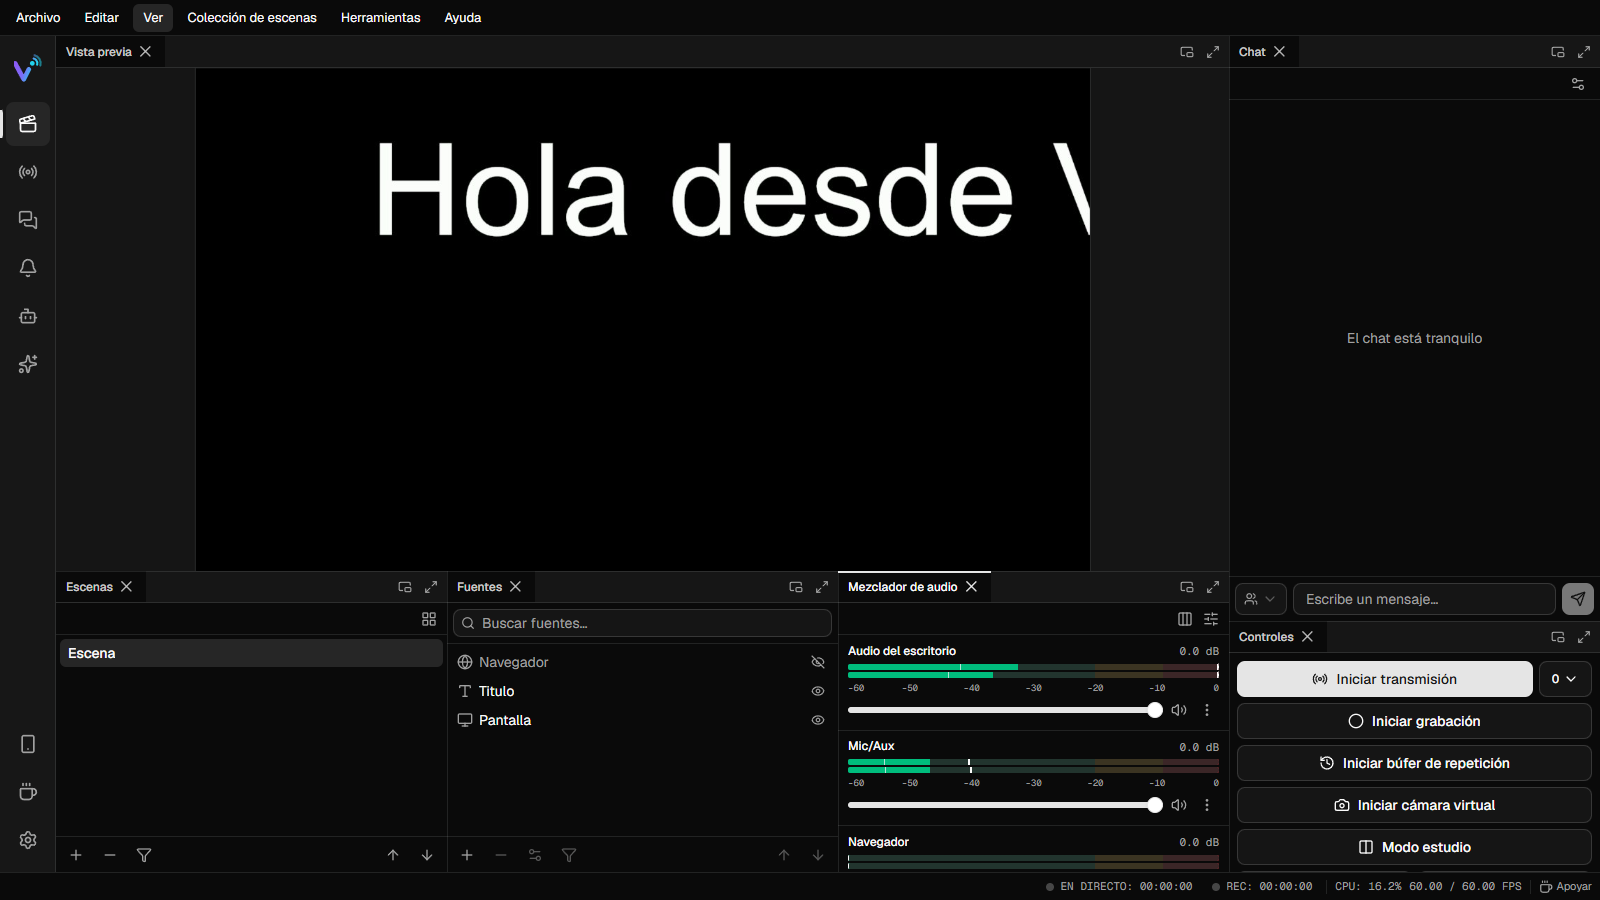 Archivo Editar Ver Colección de escenas Herramientas Ayuda
Vista previa
Chat
Hola desde V
El chat está tranquilo
Escribe un mensaje...
Escenas
Escena
Fuentes
Buscar fuentes...
Navegador
Titulo
Pantalla
Mezclador de audio
Audio del escritorio 0.0 dB
-60 -50 -40 -30 -20 -10 0
Mic/Aux 0.0 dB
-60 -50 -40 -30 -20 -10 0
Navegador 0.0 dB
Controles
Iniciar transmisión 0
Iniciar grabación
Iniciar búfer de repetición
Iniciar cámara virtual
Modo estudio
EN DIRECTO: 00:00:00 REC: 00:00:00 CPU: 16.2% 60.00 / 60.00 FPS Apoyar